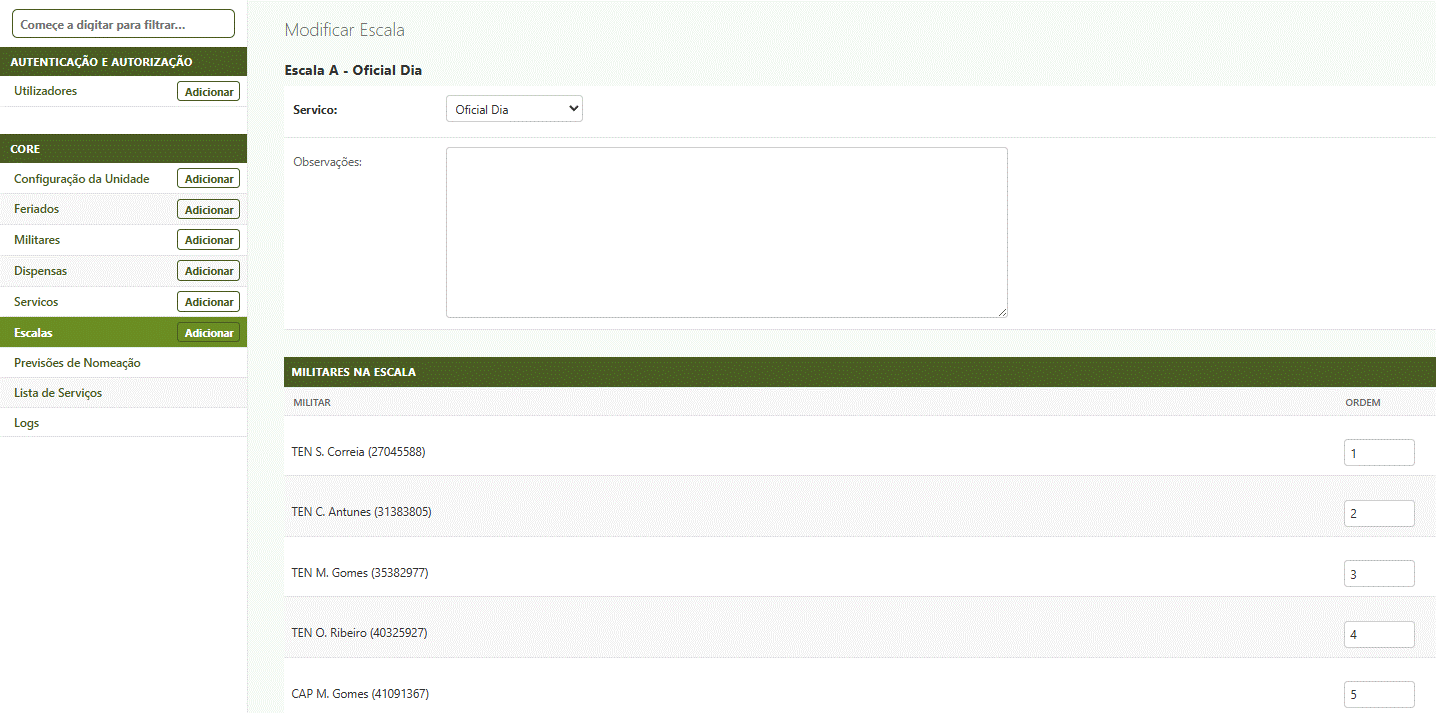 Começe a digitar para filtrar...
AUTENTICAÇÃO E AUTORIZAÇÃO
Utilizadores Adicionar
CORE
Configuração da Unidade Adicionar
Feriados Adicionar
Militares Adicionar
Dispensas Adicionar
Servicos Adicionar
Escalas Adicionar
Previsões de Nomeação
Lista de Serviços
Logs
Modificar Escala
Escala A - Oficial Dia
Servico: Oficial Dia
Observações:
MILITARES NA ESCALA
MILITAR ORDEM
TEN S. Correia (27045588) 1
TEN C. Antunes (31383805) 2
TEN M. Gomes (35382977) 3
TEN O. Ribeiro (40325927) 4
CAP M. Gomes (41091367) 5